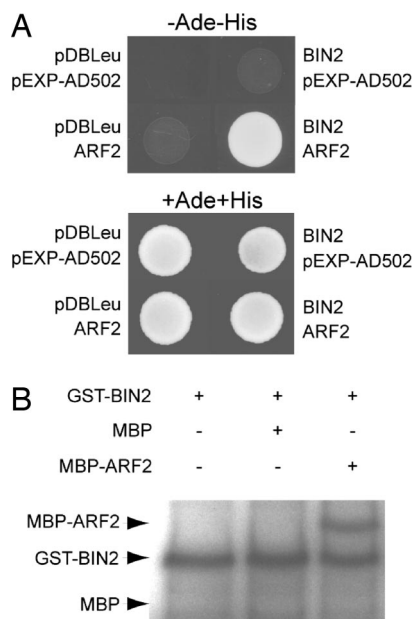 A
-Ade-His
pDBLeu
pEXP-AD502
BIN2
pEXP-AD502
pDBLeu
ARF2
BIN2
ARF2
+Ade+His
pDBLeu
pEXP-AD502
BIN2
pEXP-AD502
pDBLeu
ARF2
BIN2
ARF2
B
GST-BIN2 + + +
MBP - + -
MBP-ARF2 - - +
MBP-ARF2
GST-BIN2
MBP